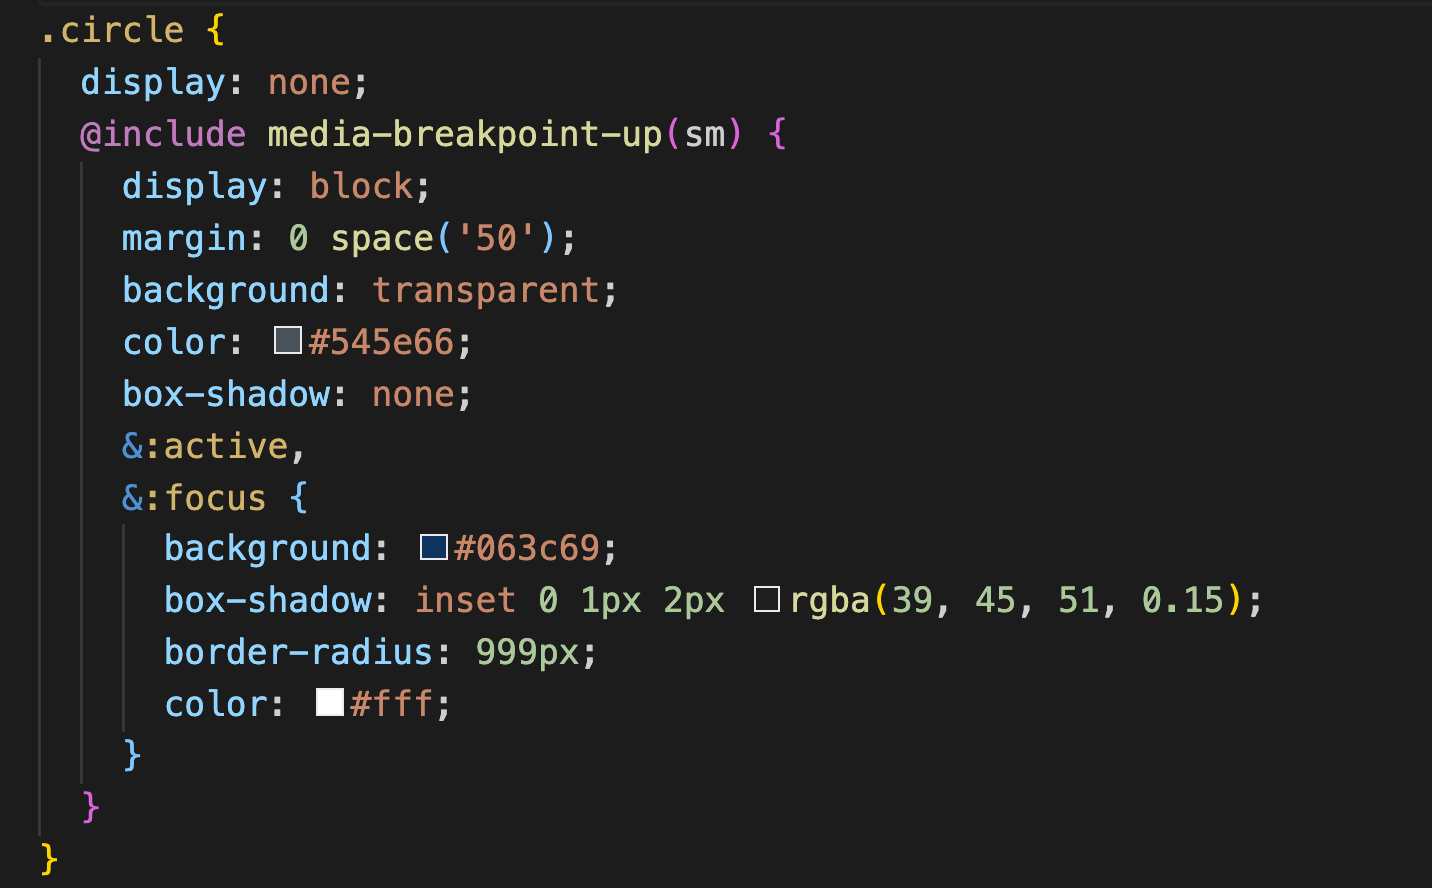 .circle {
display: none;
@include media-breakpoint-up(sm) {
display: block;
margin: 0 space('50');
background: transparent;
color: #545e66;
box-shadow: none;
&:active,
&:focus {
background: #063c69;
box-shadow: inset 0 1px 2px rgba(39, 45, 51, 0.15);
border-radius: 999px;
color: #fff;
}
}
}